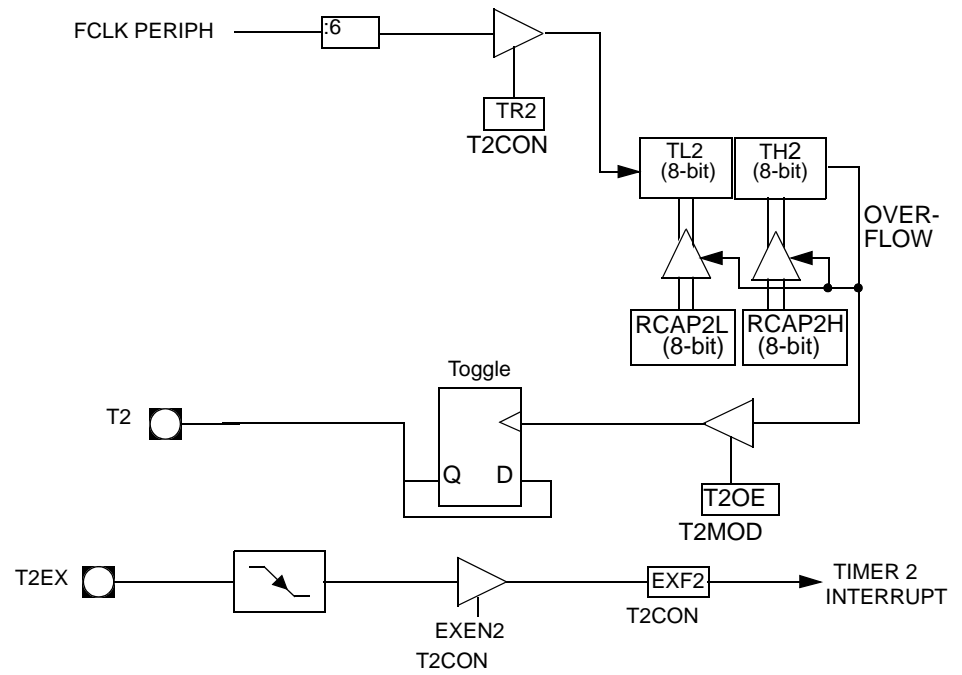 FCLK PERIPH
:6
TR2
T2CON
TL2
(8-bit)
TH2
(8-bit)
OVER-
FLOW
RCAP2L
(8-bit)
RCAP2H
(8-bit)
Toggle
T2
Q
D
T2OE
T2MOD
T2EX
EXEN2
T2CON
EXF2
T2CON
TIMER 2
INTERRUPT